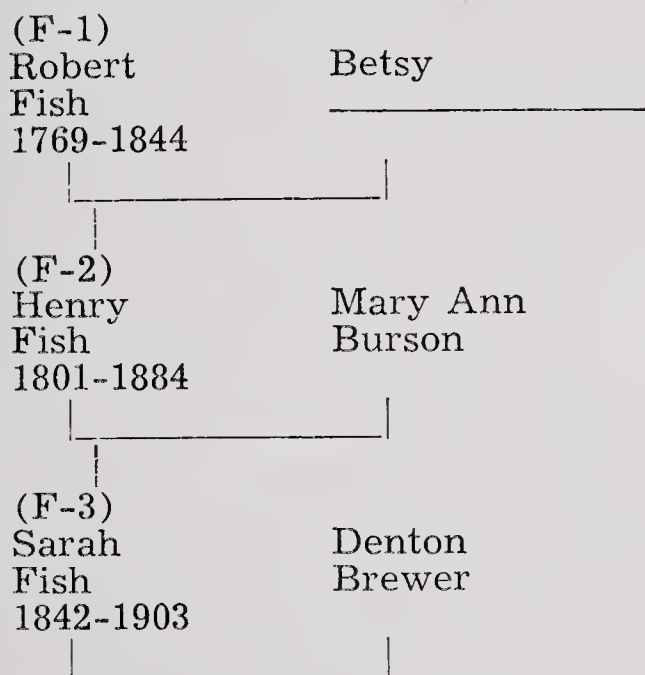 (F-1)
Robert Betsy
Fish
1769-1844
(F-2)
Henry Mary Ann
Fish Burson
1801-1884
(F-3)
Sarah Denton
Fish Brewer
1842-1903